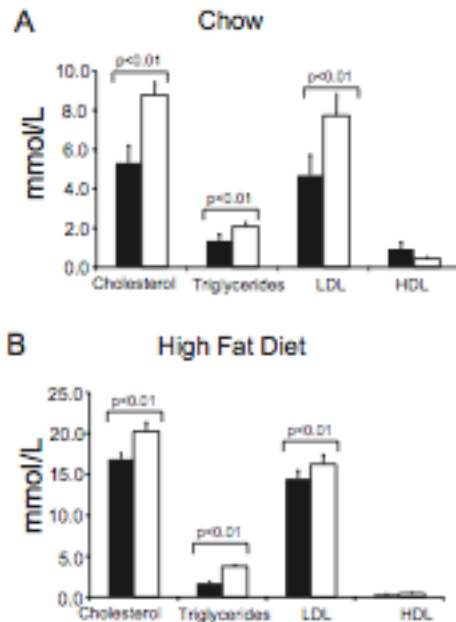 A Chow
p<0.01
p<0.01
p<0.01
10.0
8.0
6.0
4.0
2.0
0.0
mmol/L
Cholesterol Triglycerides LDL HDL
B High Fat Diet
p<0.01
p<0.01
p<0.01
25.0
20.0
15.0
10.0
5.0
0.0
mmol/L
Cholesterol Triglycerides LDL HDL